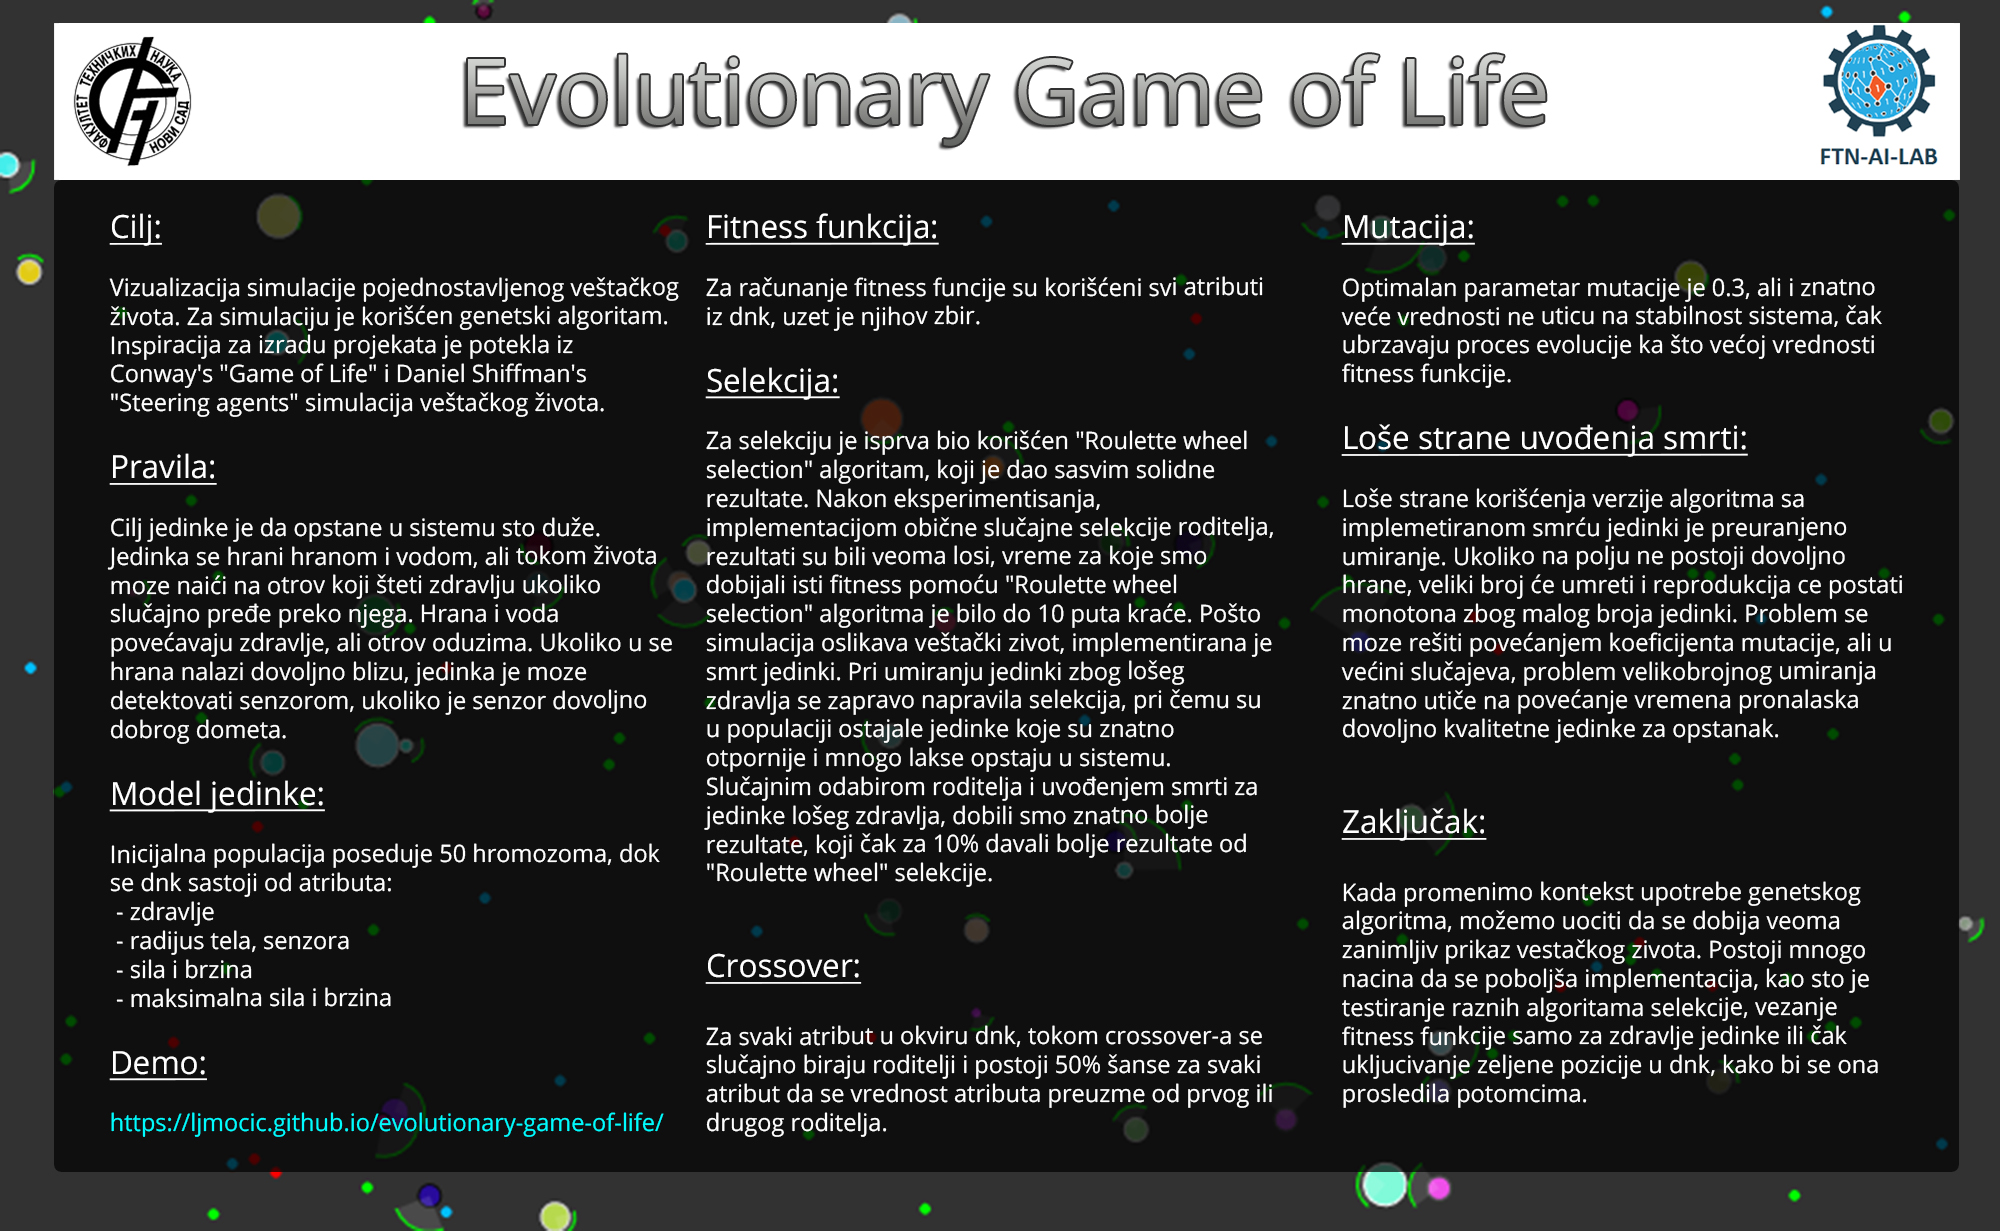 ФАКУЛТЕТ ТЕХНИЧКИХ НАУКА
НОВИ САД
Evolutionary Game of Life
FTN-AI-LAB
Cilj:
Vizualizacija simulacije pojednostavljenog veštačkog
života. Za simulaciju je korišćen genetski algoritam.
Inspiracija za izradu projekata je potekla iz
Conway's "Game of Life" i Daniel Shiffman's
"Steering agents" simulacija veštačkog života.
Pravila:
Cilj jedinke je da opstane u sistemu sto duže.
Jedinka se hrani hranom i vodom, ali tokom života
moze naići na otrov koji šteti zdravlju ukoliko
slučajno pređe preko njega. Hrana i voda
povećavaju zdravlje, ali otrov oduzima. Ukoliko u se
hrana nalazi dovoljno blizu, jedinka je moze
detektovati senzorom, ukoliko je senzor dovoljno
dobrog dometa.
Model jedinke:
Inicijalna populacija poseduje 50 hromozoma, dok
se dnk sastoji od atributa:
- zdravlje
- radijus tela, senzora
- sila i brzina
- maksimalna sila i brzina
Demo:
https://ljmocic.github.io/evolutionary-game-of-life/
Fitness funkcija:
Za računanje fitness funcije su korišćeni svi atributi
iz dnk, uzet je njihov zbir.
Selekcija:
Za selekciju je isprva bio korišćen "Roulette wheel
selection" algoritam, koji je dao sasvim solidne
rezultate. Nakon eksperimentisanja,
implementacijom obične slučajne selekcije roditelja,
rezultati su bili veoma losi, vreme za koje smo
dobijali isti fitness pomoću "Roulette wheel
selection" algoritma je bilo do 10 puta kraće. Pošto
simulacija oslikava veštački zivot, implementirana je
smrt jedinki. Pri umiranju jedinki zbog lošeg
zdravlja se zapravo napravila selekcija, pri čemu su
u populaciji ostajale jedinke koje su znatno
otpornije i mnogo lakse opstaju u sistemu.
Slučajnim odabirom roditelja i uvođenjem smrti za
jedinke lošeg zdravlja, dobili smo znatno bolje
rezultate, koji čak za 10% davali bolje rezultate od
"Roulette wheel" selekcije.
Crossover:
Za svaki atribut u okviru dnk, tokom crossover-a se
slučajno biraju roditelji i postoji 50% šanse za svaki
atribut da se vrednost atributa preuzme od prvog ili
drugog roditelja.
Mutacija:
Optimalan parametar mutacije je 0.3, ali i znatno
veće vrednosti ne uticu na stabilnost sistema, čak
ubrzavaju proces evolucije ka što većoj vrednosti
fitness funkcije.
Loše strane uvođenja smrti:
Loše strane korišćenja verzije algoritma sa
implemetiranom smrću jedinki je preuranjeno
umiranje. Ukoliko na polju ne postoji dovoljno
hrane, veliki broj će umreti i reprodukcija ce postati
monotona zbog malog broja jedinki. Problem se
moze rešiti povećanjem koeficijenta mutacije, ali u
većini slučajeva, problem velikobrojnog umiranja
znatno utiče na povećanje vremena pronalaska
dovoljno kvalitetne jedinke za opstanak.
Zaključak:
Kada promenimo kontekst upotrebe genetskog
algoritma, možemo uociti da se dobija veoma
zanimljiv prikaz vestačkog zivota. Postoji mnogo
nacina da se poboljša implementacija, kao sto je
testiranje raznih algoritama selekcije, vezanje
fitness funkcije samo za zdravlje jedinke ili čak
ukljucivanje zeljene pozicije u dnk, kako bi se ona
prosledila potomcima.